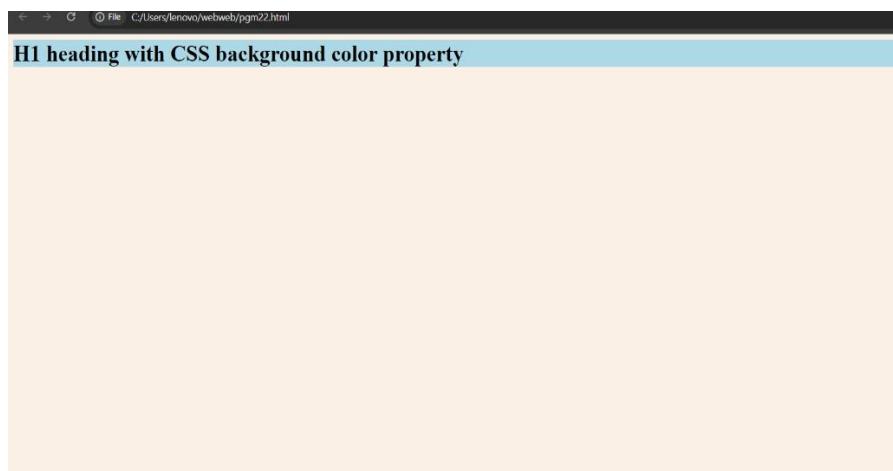 File C:/Users/lenovo/webweb/pgm22.html
H1 heading with CSS background color property